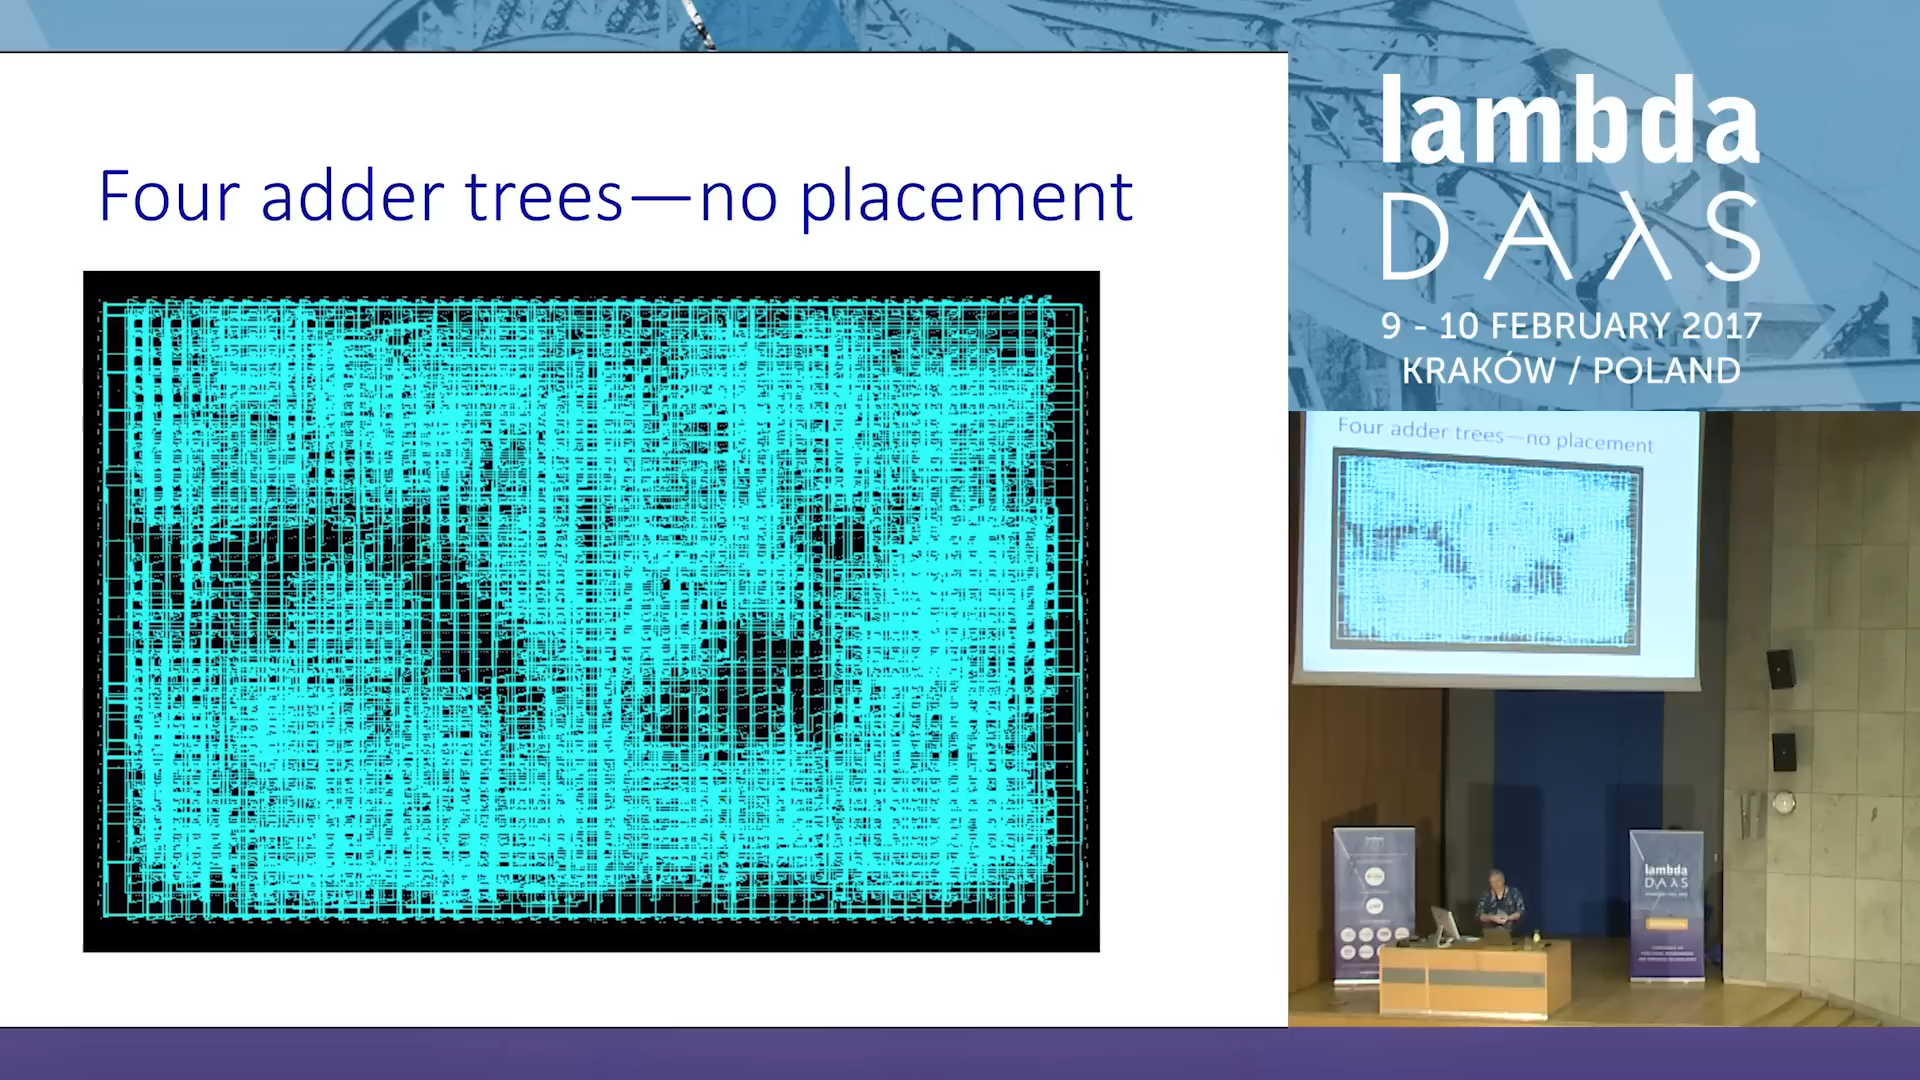 Four adder trees—no placement
lambda
DAλS
9 - 10 FEBRUARY 2017
KRAKÓW / POLAND
Four adder trees—no placement
lambda
DAλS